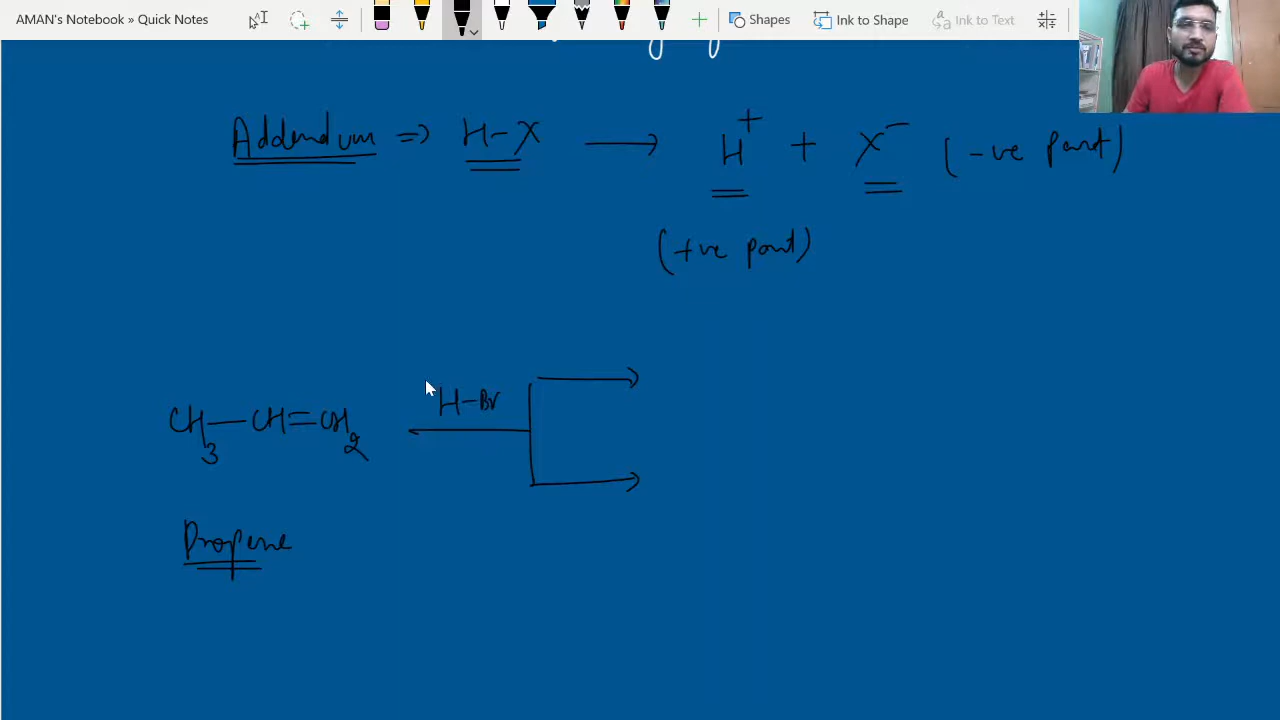 AMAN's Notebook » Quick Notes
Shapes
Ink to Shape
Ink to Text
Addendum => H-X → H⁺ + X⁻ (-ve part)
(+ve part)
CH₃-CH=CH₂ H-Br
Propene